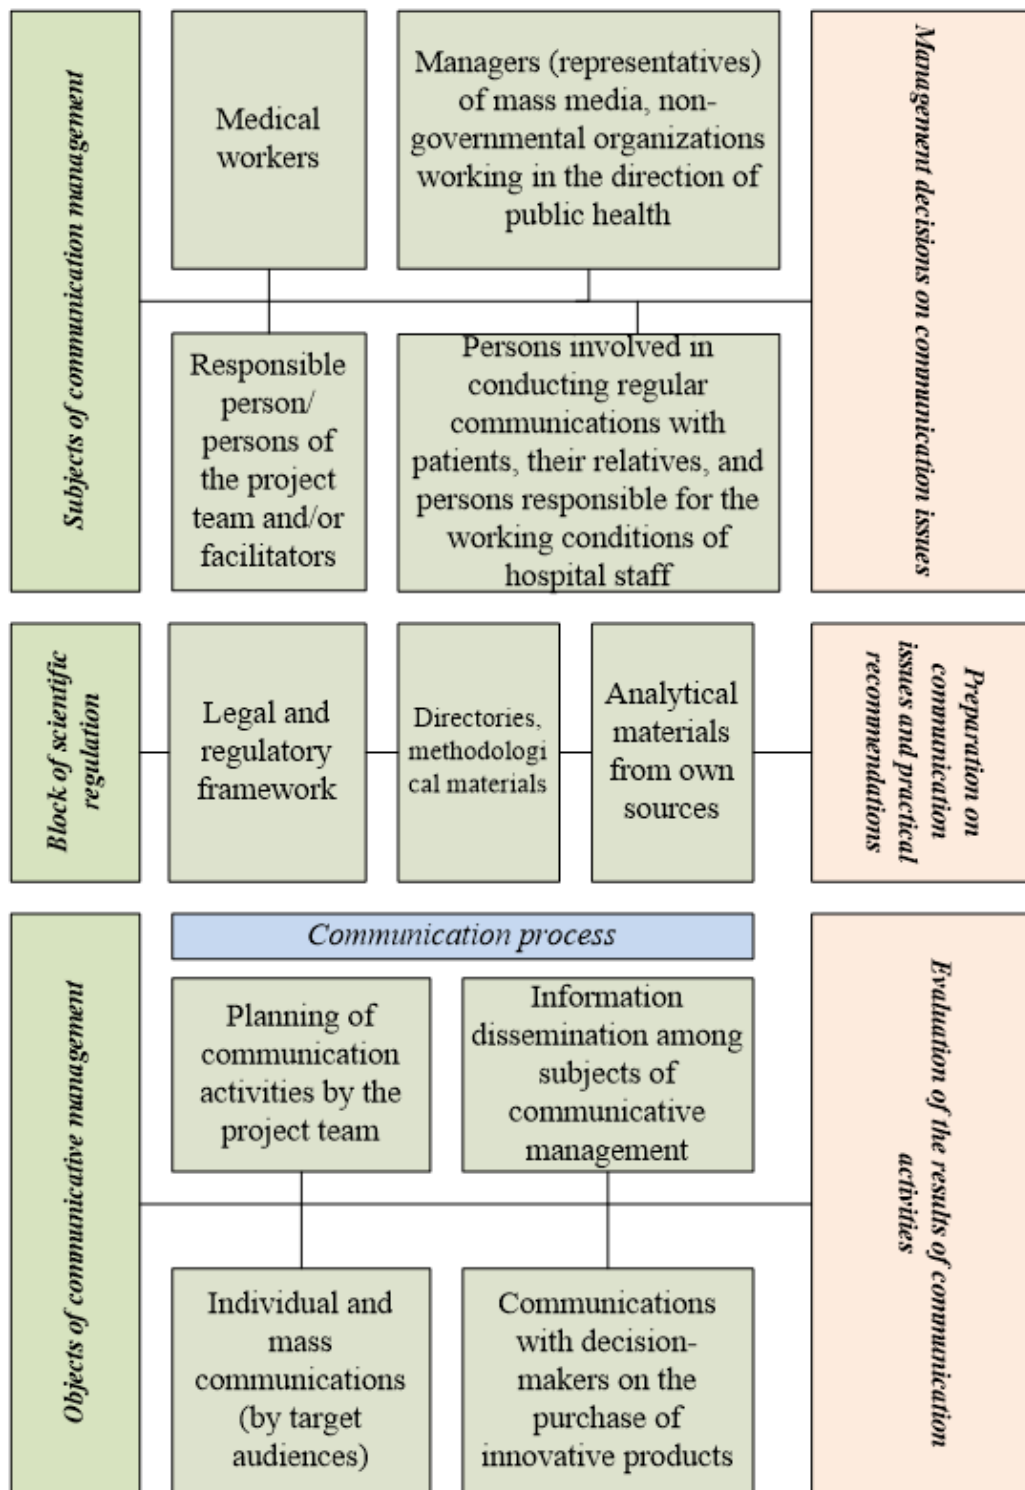 Subjects of communication management
Medical
workers
Managers (representatives)
of mass media, non-
governmental organizations
working in the direction of
public health
Responsible
person/
persons of
the project
team and/or
facilitators
Persons involved in
conducting regular
communications with
patients, their relatives, and
persons responsible for the
working conditions of
hospital staff
Management decisions on communication issues
Block of scientific
regulation
Legal and
regulatory
framework
Directories,
methodologi
cal materials
Analytical
materials
from own
sources
Preparation on
communication
issues and practical
recommendations
Objects of communicative management
Communication process
Planning of
communication
activities by the
project team
Information
dissemination among
subjects of
communicative
management
Individual and
mass
communications
(by target
audiences)
Communications
with decision-
makers on the
purchase of
innovative products
Evaluation of the results of communication
activities